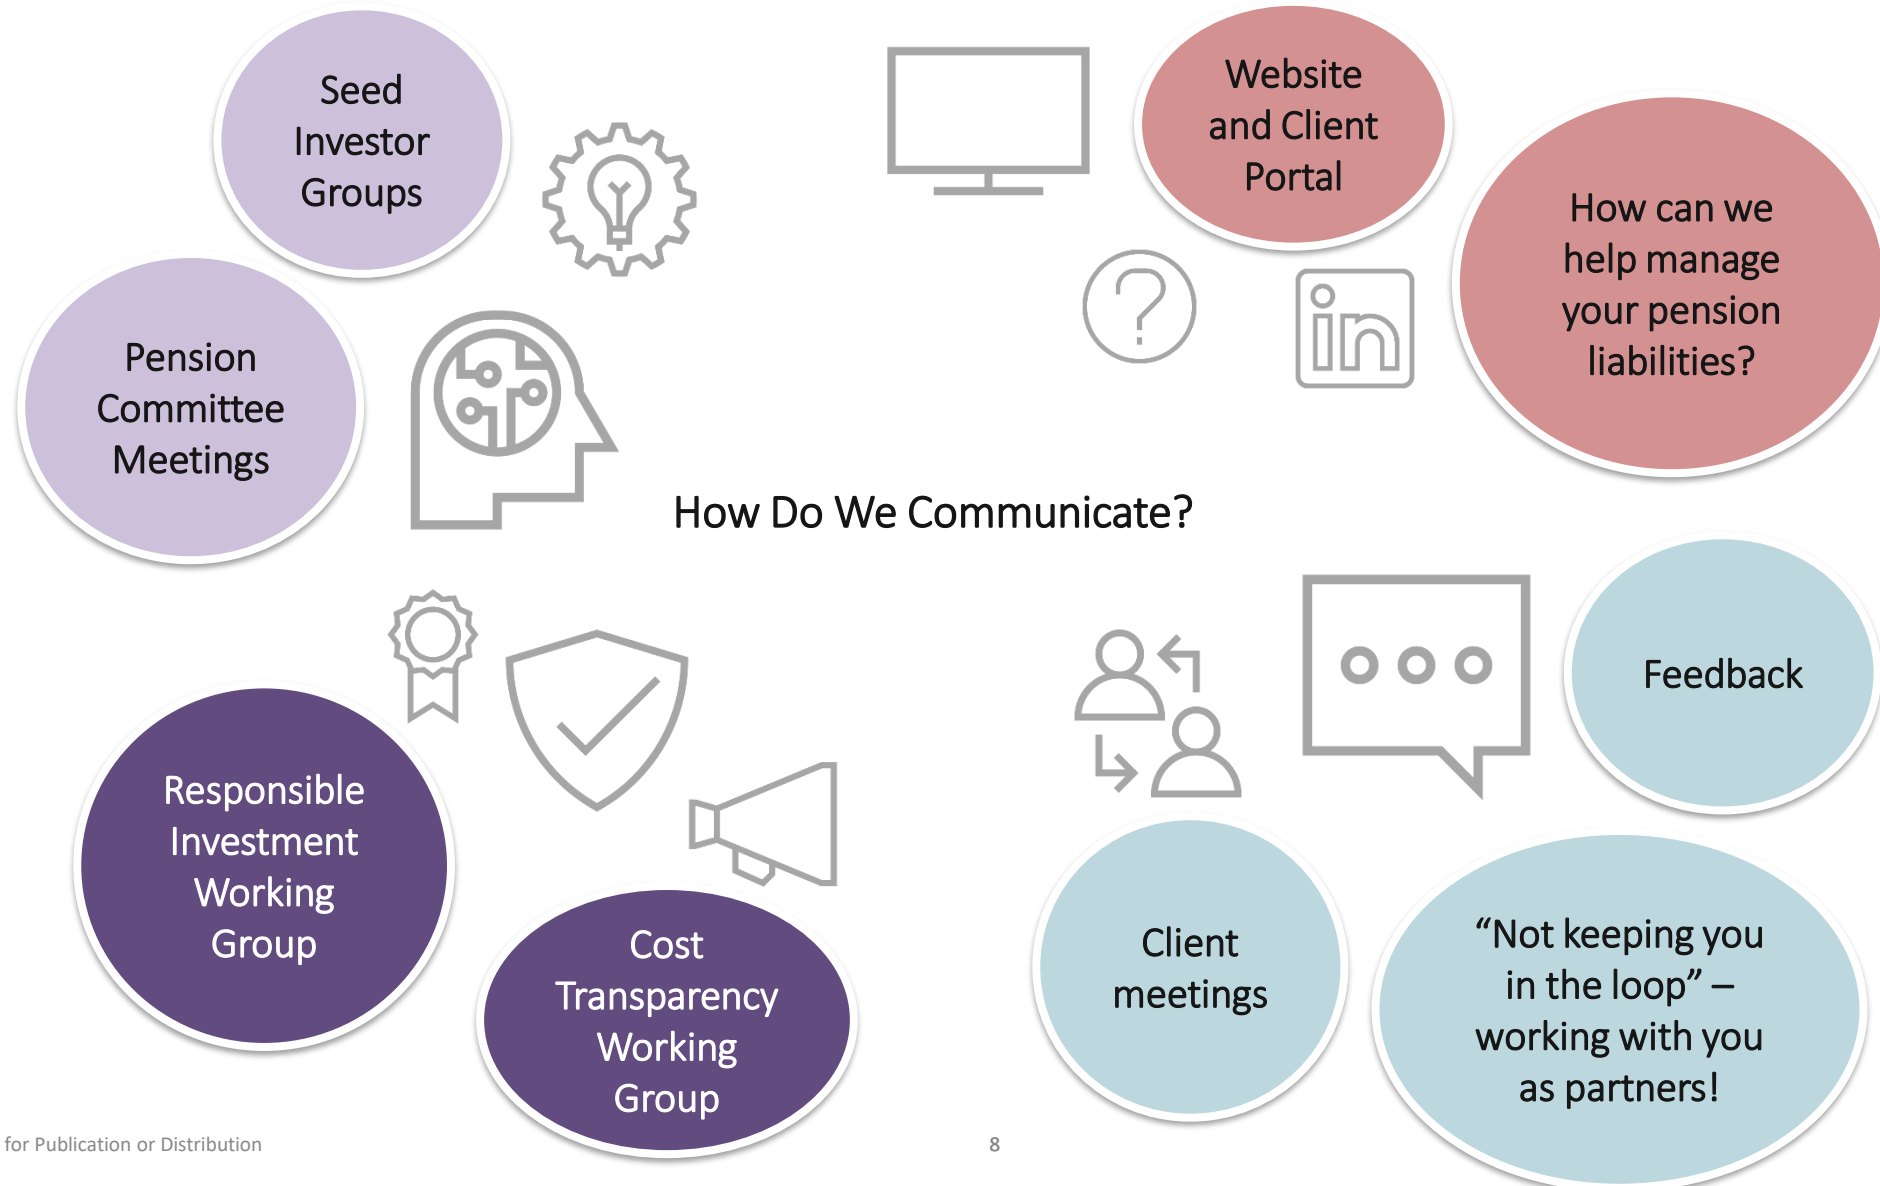 Seed
Investor
Groups
Website
and Client
Portal
How can we
help manage
your pension
liabilities?
in
Pension
Committee
Meetings
How Do We Communicate?
Feedback
Responsible
Investment
Working
Group
Cost
Transparency
Working
Group
Client
meetings
“Not keeping you
in the loop” –
working with you
as partners!
for Publication or Distribution
8